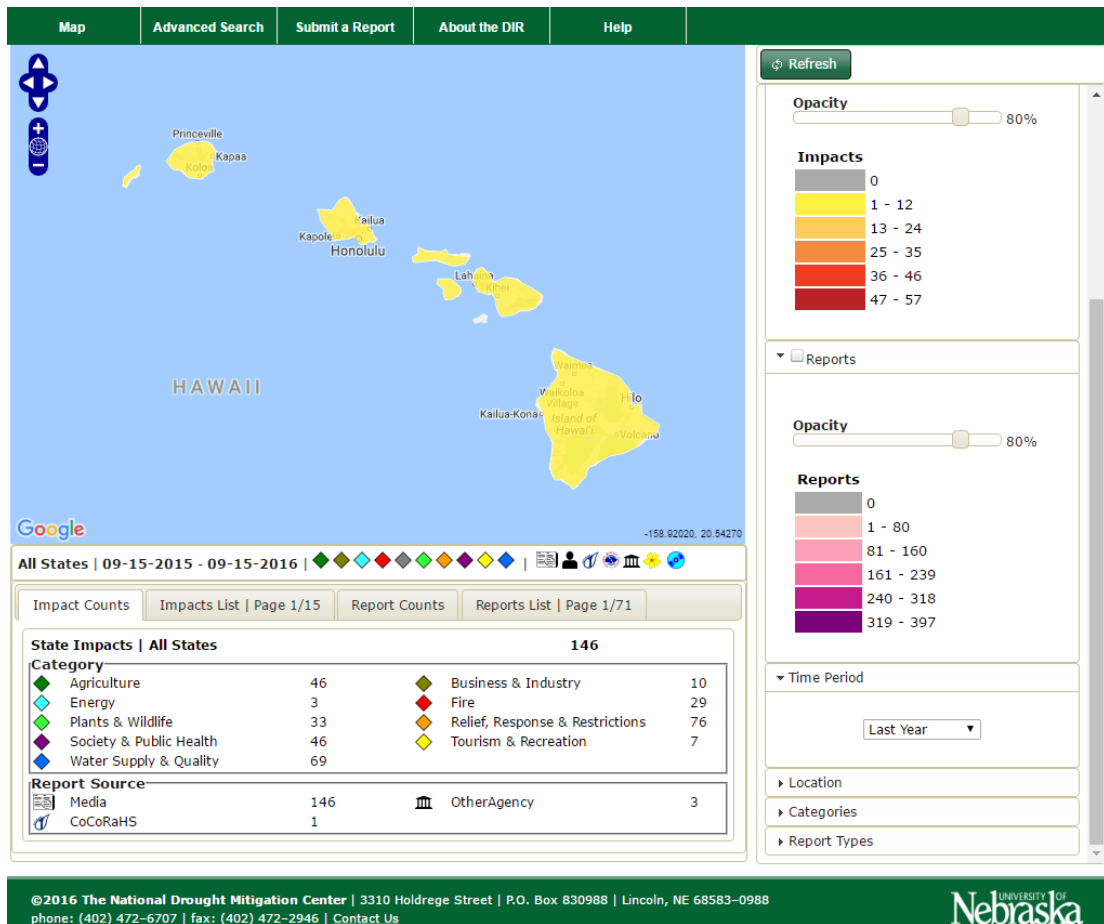 Map Advanced Search Submit a Report About the DIR Help
Refresh
Princeville
Kapaa
Koloa
Kailua
Kapolei
Honolulu
Lahaina
Kihei
HAWAII
Waimea
Waikoloa
Village
Hilo
Kailua-Kona
Island of
Hawai'i
Volcano
Google
-158.92020, 20.54270
Opacity
80%
Impacts
0
1 - 12
13 - 24
25 - 35
36 - 46
47 - 57
Reports
Opacity
80%
Reports
0
1 - 80
81 - 160
161 - 239
240 - 318
319 - 397
Time Period
Last Year
Location
Categories
Report Types
All States | 09-15-2015 - 09-15-2016 | |
Impact Counts Impacts List | Page 1/15 Report Counts Reports List | Page 1/71
State Impacts | All States 146
Category
Agriculture 46 Business & Industry 10
Energy 3 Fire 29
Plants & Wildlife 33 Relief, Response & Restrictions 76
Society & Public Health 46 Tourism & Recreation 7
Water Supply & Quality 69
Report Source
Media 146 OtherAgency 3
CoCoRaHS 1
©2016 The National Drought Mitigation Center | 3310 Holdrege Street | P.O. Box 830988 | Lincoln, NE 68583–0988
phone: (402) 472–6707 | fax: (402) 472–2946 | Contact Us
UNIVERSITY OF
Nebraska